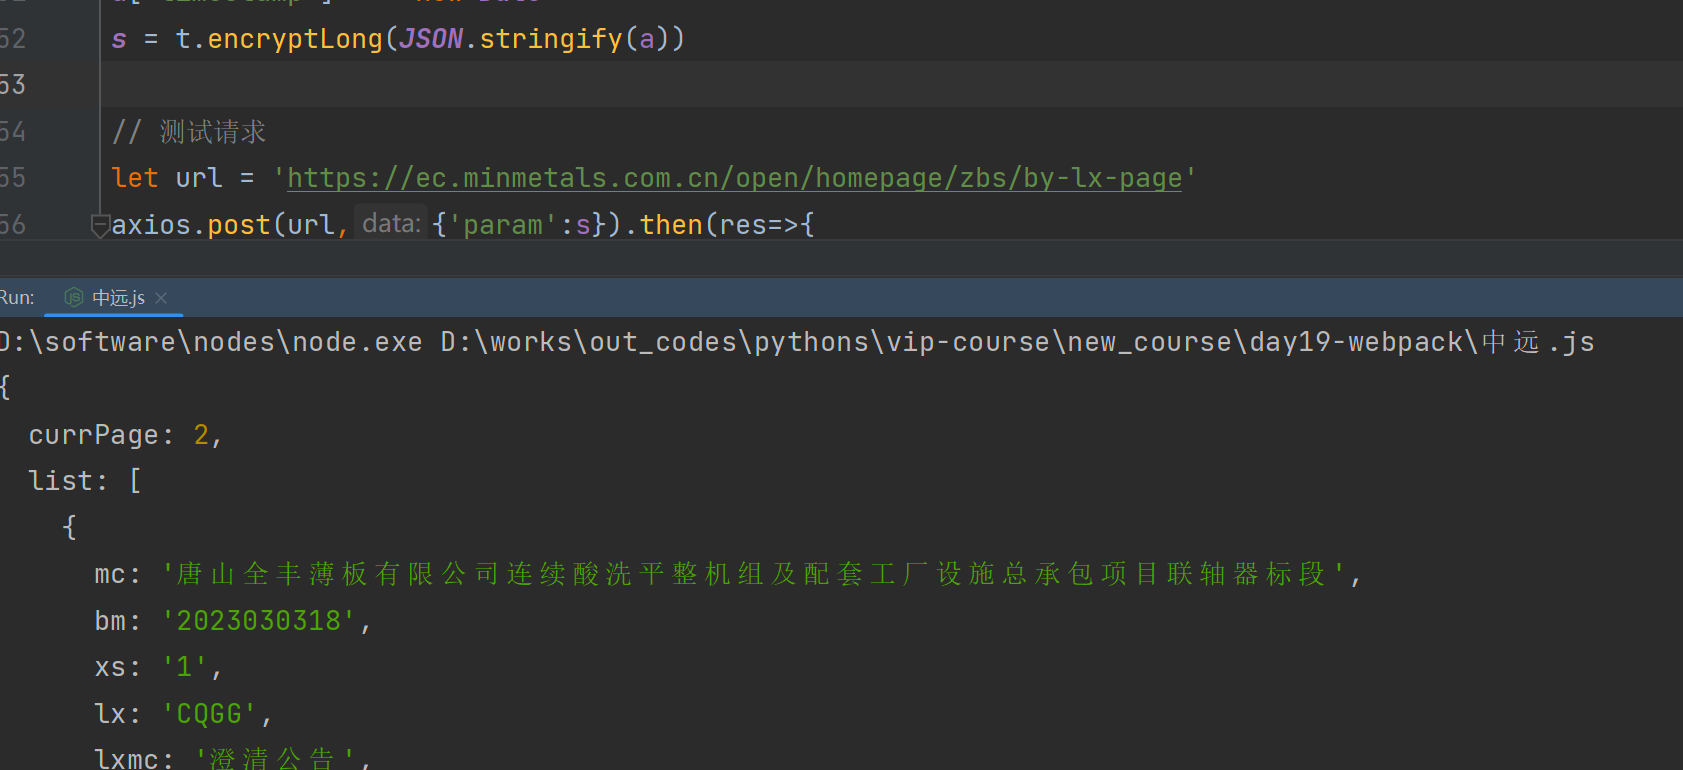 52 s = t.encryptLong(JSON.stringify(a))
53
54 // 测试请求
55 let url = 'https://ec.minmetals.com.cn/open/homepage/zbs/by-lx-page'
56 axios.post(url, data: {'param':s}).then(res=>{
Run: 中远.js ×
D:\software\nodes\node.exe D:\works\out_codes\pythons\vip-course\new_course\day19-webpack\中远.js
{
currPage: 2,
list: [
{
mc: '唐山全丰薄板有限公司连续酸洗平整机组及配套工厂设施总承包项目联轴器标段',
bm: '2023030318',
xs: '1',
lx: 'CQGG',
lxmc: '澄清公告',